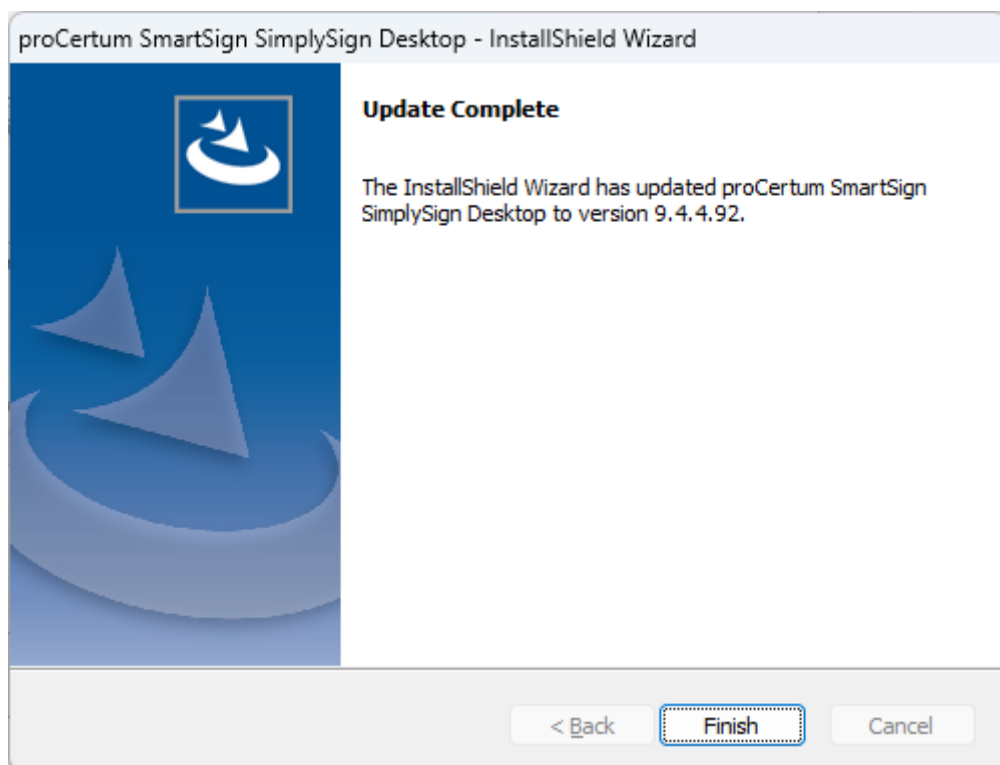 proCertum SmartSign SimplySign Desktop - InstallShield Wizard
Update Complete
The InstallShield Wizard has updated proCertum SmartSign
SimplySign Desktop to version 9.4.4.92.
< Back
Finish
Cancel